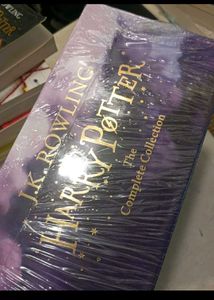 J.K. ROWLING
HARRY POTTER
The
Complete Collection